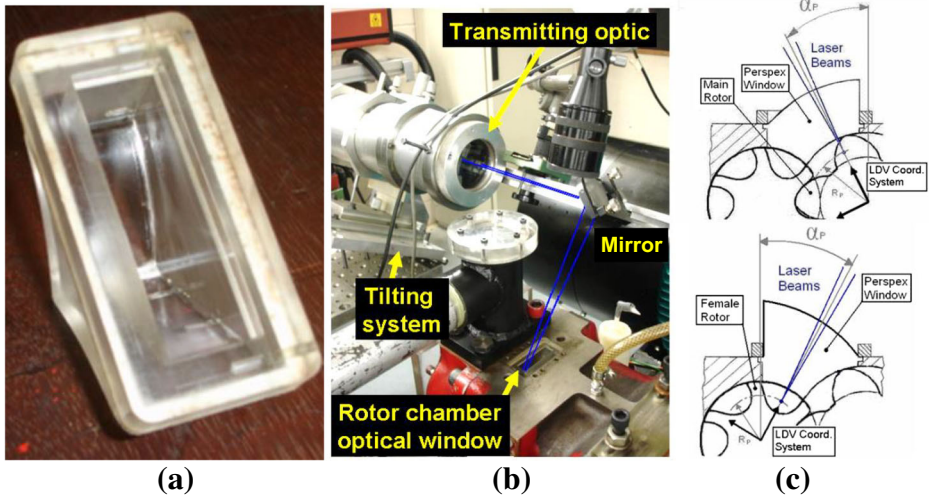 Transmitting optic
Mirror
Tilting
system
Rotor chamber
optical window
αP
Laser
Beams
Perspex
Window
Main
Rotor
LDV Coord.
System
RP
αP
Laser
Beams
Perspex
Window
Female
Rotor
RP
LDV Coord.
System
(a)
(b)
(c)